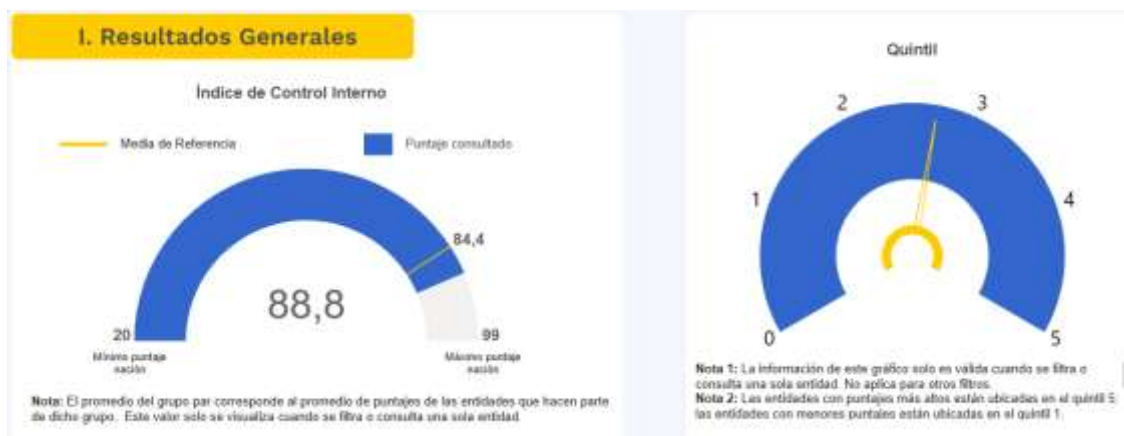 I. Resultados Generales
Índice de Control Interno
Media de Referencia
Puntaje consultado
84,4
88,8
20
Mínimo puntaje
nación
99
Máximo puntaje
nación
Nota: El promedio del grupo par corresponde al promedio de puntajes de las entidades que hacen parte
de dicho grupo. Este valor solo se visualiza cuando se filtra o consulta una sola entidad.
Quintil
2
3
1
4
0
5
Nota 1: La información de este gráfico solo es válida cuando se filtra o
consulta una sola entidad. No aplica para otros filtros.
Nota 2: Las entidades con puntajes más altos están ubicadas en el quintil 5,
las entidades con menores puntajes están ubicadas en el quintil 1.